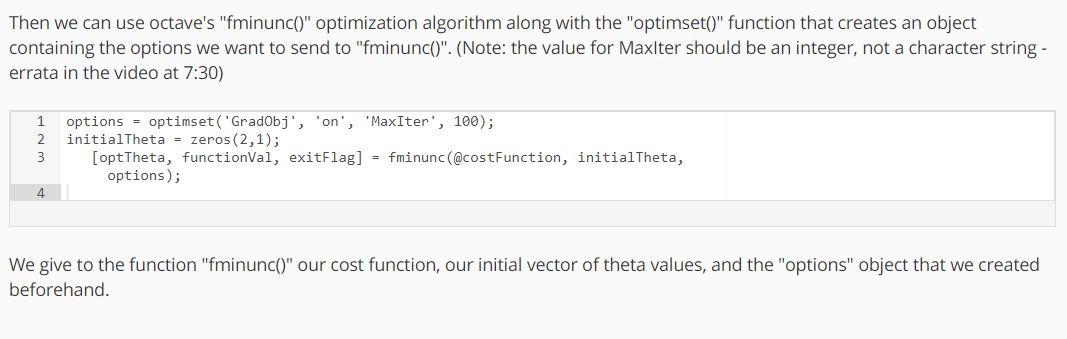 Then we can use octave's "fminunc()" optimization algorithm along with the "optimset()" function that creates an object
containing the options we want to send to "fminunc()". (Note: the value for MaxIter should be an integer, not a character string -
errata in the video at 7:30)
1 options = optimset('GradObj', 'on', 'MaxIter', 100);
2 initialTheta = zeros(2,1);
3 [optTheta, functionVal, exitFlag] = fminunc(@costFunction, initialTheta,
options);
4
We give to the function "fminunc()" our cost function, our initial vector of theta values, and the "options" object that we created
beforehand.